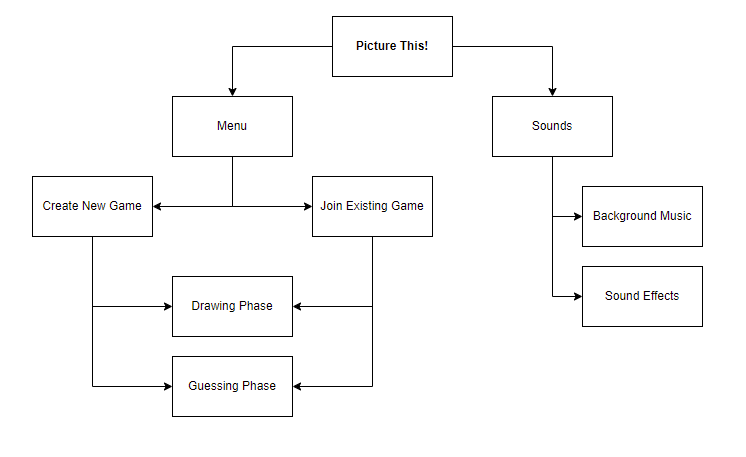 Picture This!
Menu
Sounds
Create New Game
Join Existing Game
Background Music
Drawing Phase
Sound Effects
Guessing Phase